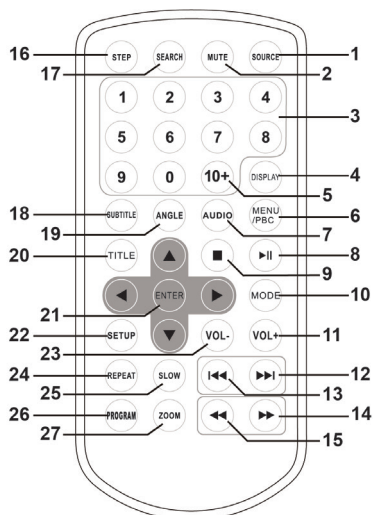 16 STEP SEARCH MUTE SOURCE 1
17 2
1 2 3 4
3
5 6 7 8
9 0 10+ DISPLAY 4
5
18 SUBTITLE ANGLE AUDIO MENU /PBC 6
19 7
20 TITLE 8
9
21 ENTER MODE 10
22 SETUP VOL- VOL+ 11
23
24 REPEAT SLOW 12
25 13
26 PROGRAM ZOOM 14
27 15